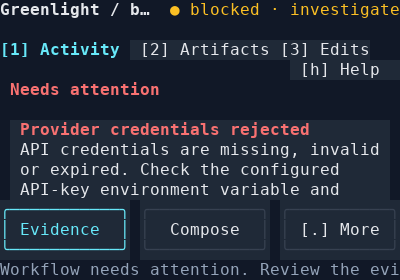 Greenlight / b… ● blocked · investigate
[1] Activity [2] Artifacts [3] Edits
[h] Help
Needs attention
Provider credentials rejected
API credentials are missing, invalid
or expired. Check the configured
API-key environment variable and
Evidence Compose [.] More
Workflow needs attention. Review the evi